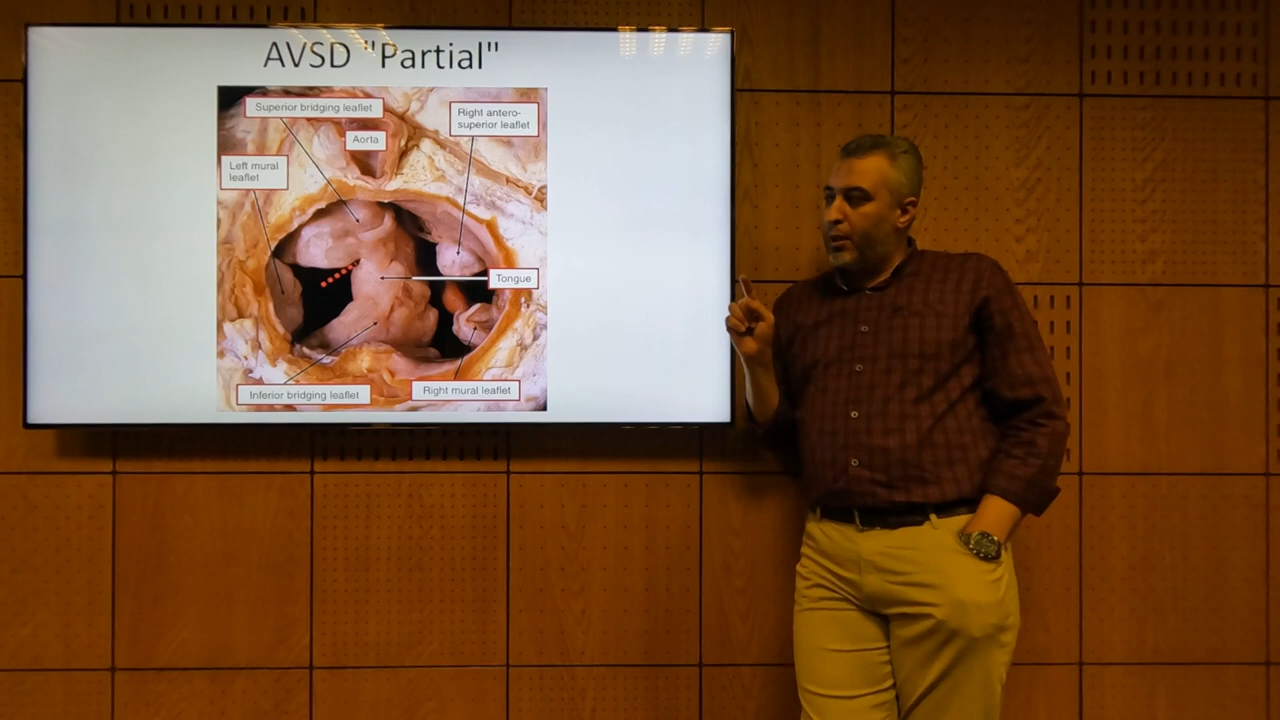 AVSD "Partial"
Superior bridging leaflet
Right antero-
superior leaflet
Aorta
Left mural
leaflet
Tongue
Inferior bridging leaflet
Right mural leaflet